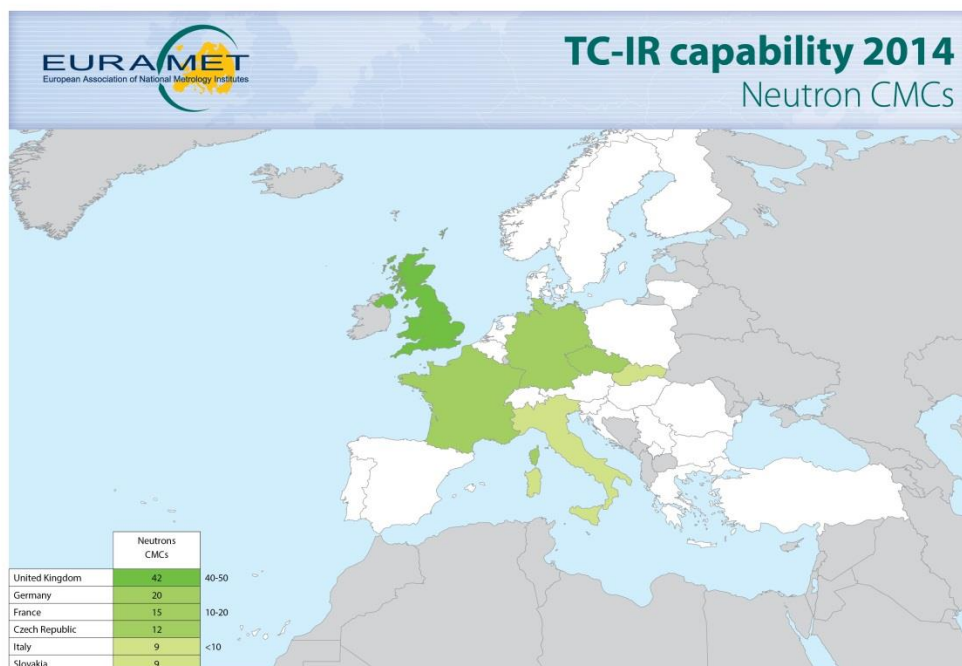 EURAMET
European Association of National Metrology Institutes
TC-IR capability 2014
Neutron CMCs
Neutrons
CMCs
United Kingdom 42 40-50
Germany 20
France 15 10-20
Czech Republic 12
Italy 9 <10
Slovakia 9